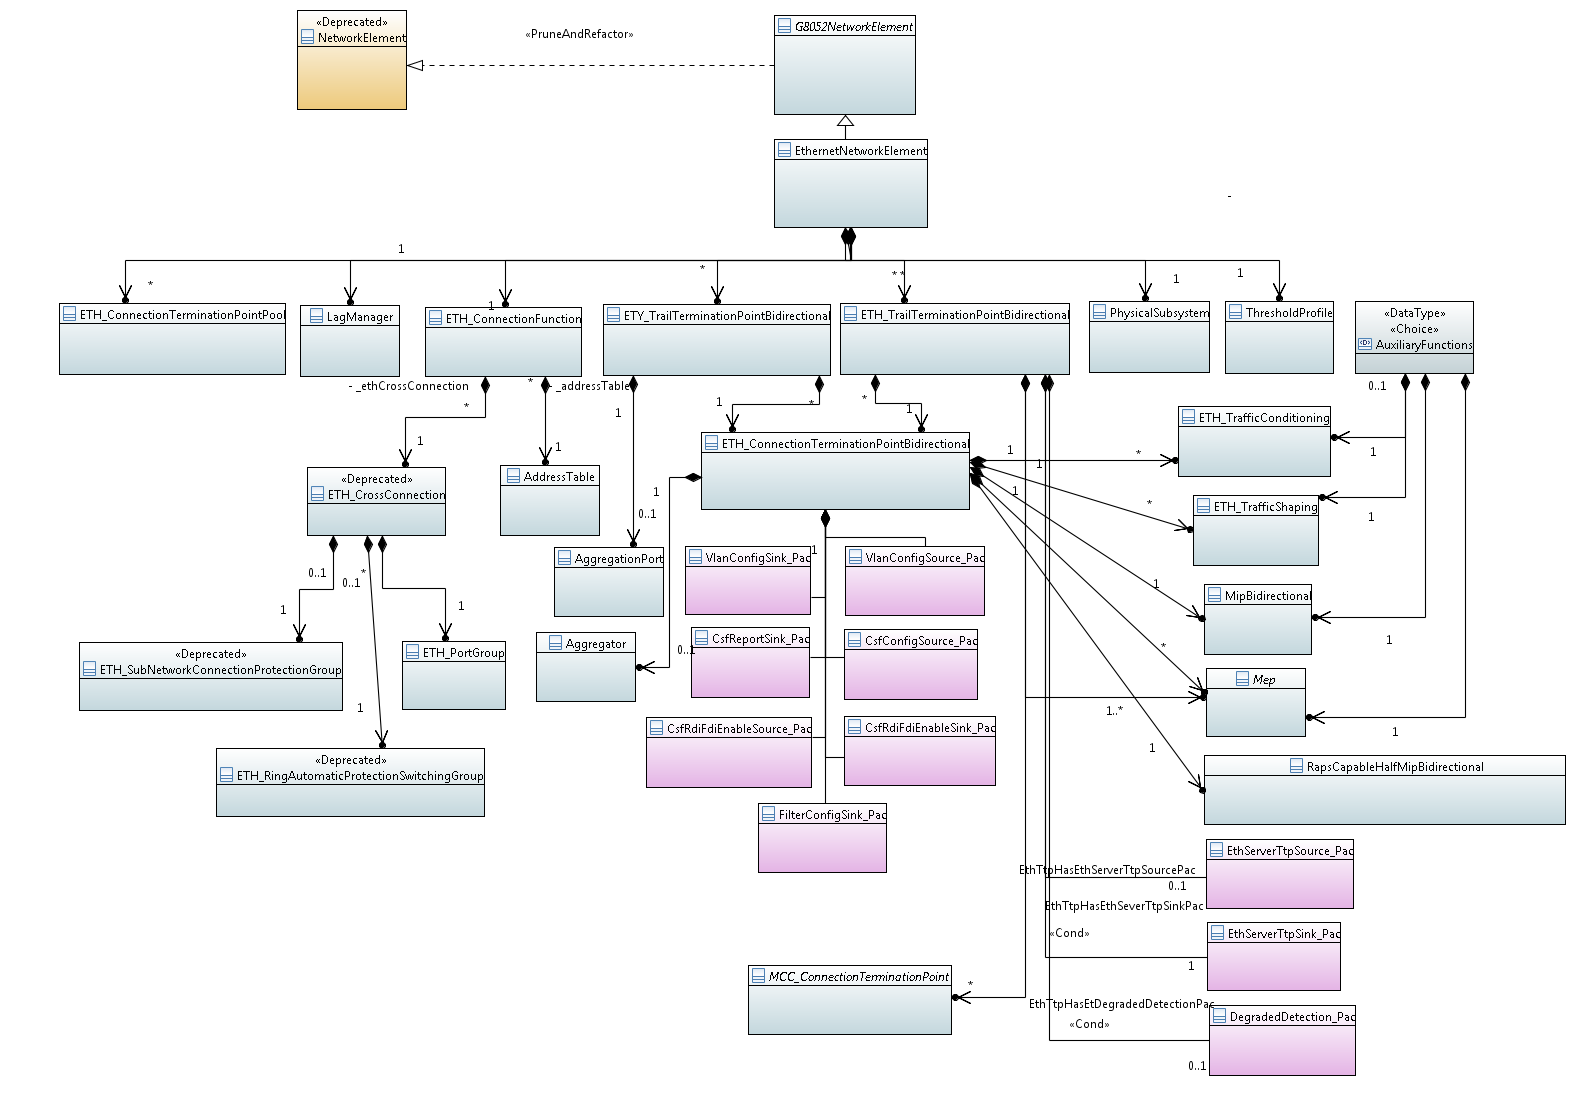 «Deprecated»
NetworkElement
«PruneAndRefactor»
G8052NetworkElement
EthernetNetworkElement
-
1
*
*
* *
1
1
1
ETH_ConnectionTerminationPointPool
LagManager
ETH_ConnectionFunction
ETY_TrailTerminationPointBidirectional
ETH_TrailTerminationPointBidirectional
PhysicalSubsystem
ThresholdProfile
«DataType»
«Choice»
AuxiliaryFunctions
- _ethCrossConnection
*
- _addressTable
0..1
*
1
1
1
*
*
1
1
ETH_ConnectionTerminationPointBidirectional
ETH_TrafficConditioning
1
*
1
1
«Deprecated»
ETH_CrossConnection
AddressTable
1
0..1
1
*
ETH_TrafficShaping
1
AggregationPort
VlanConfigSink_Pac
1
VlanConfigSource_Pac
0..1
0..1
*
1
1
1
MipBidirectional
1
«Deprecated»
ETH_SubNetworkConnectionProtectionGroup
ETH_PortGroup
Aggregator
0..1
CsfReportSink_Pac
CsfConfigSource_Pac
*
Mep
1..*
1
1
1
CsfRdiFdiEnableSource_Pac
CsfRdiFdiEnableSink_Pac
«Deprecated»
ETH_RingAutomaticProtectionSwitchingGroup
RapsCapableHalfMipBidirectional
FilterConfigSink_Pac
EthServerTtpSource_Pac
EthTtpHasEthServerTtpSourcePac
0..1
EthTtpHasEthSeverTtpSinkPac
«Cond»
EthServerTtpSink_Pac
1
MCC_ConnectionTerminationPoint
*
EthTtpHasEtDegradedDetectionPac
«Cond»
DegradedDetection_Pac
0..1